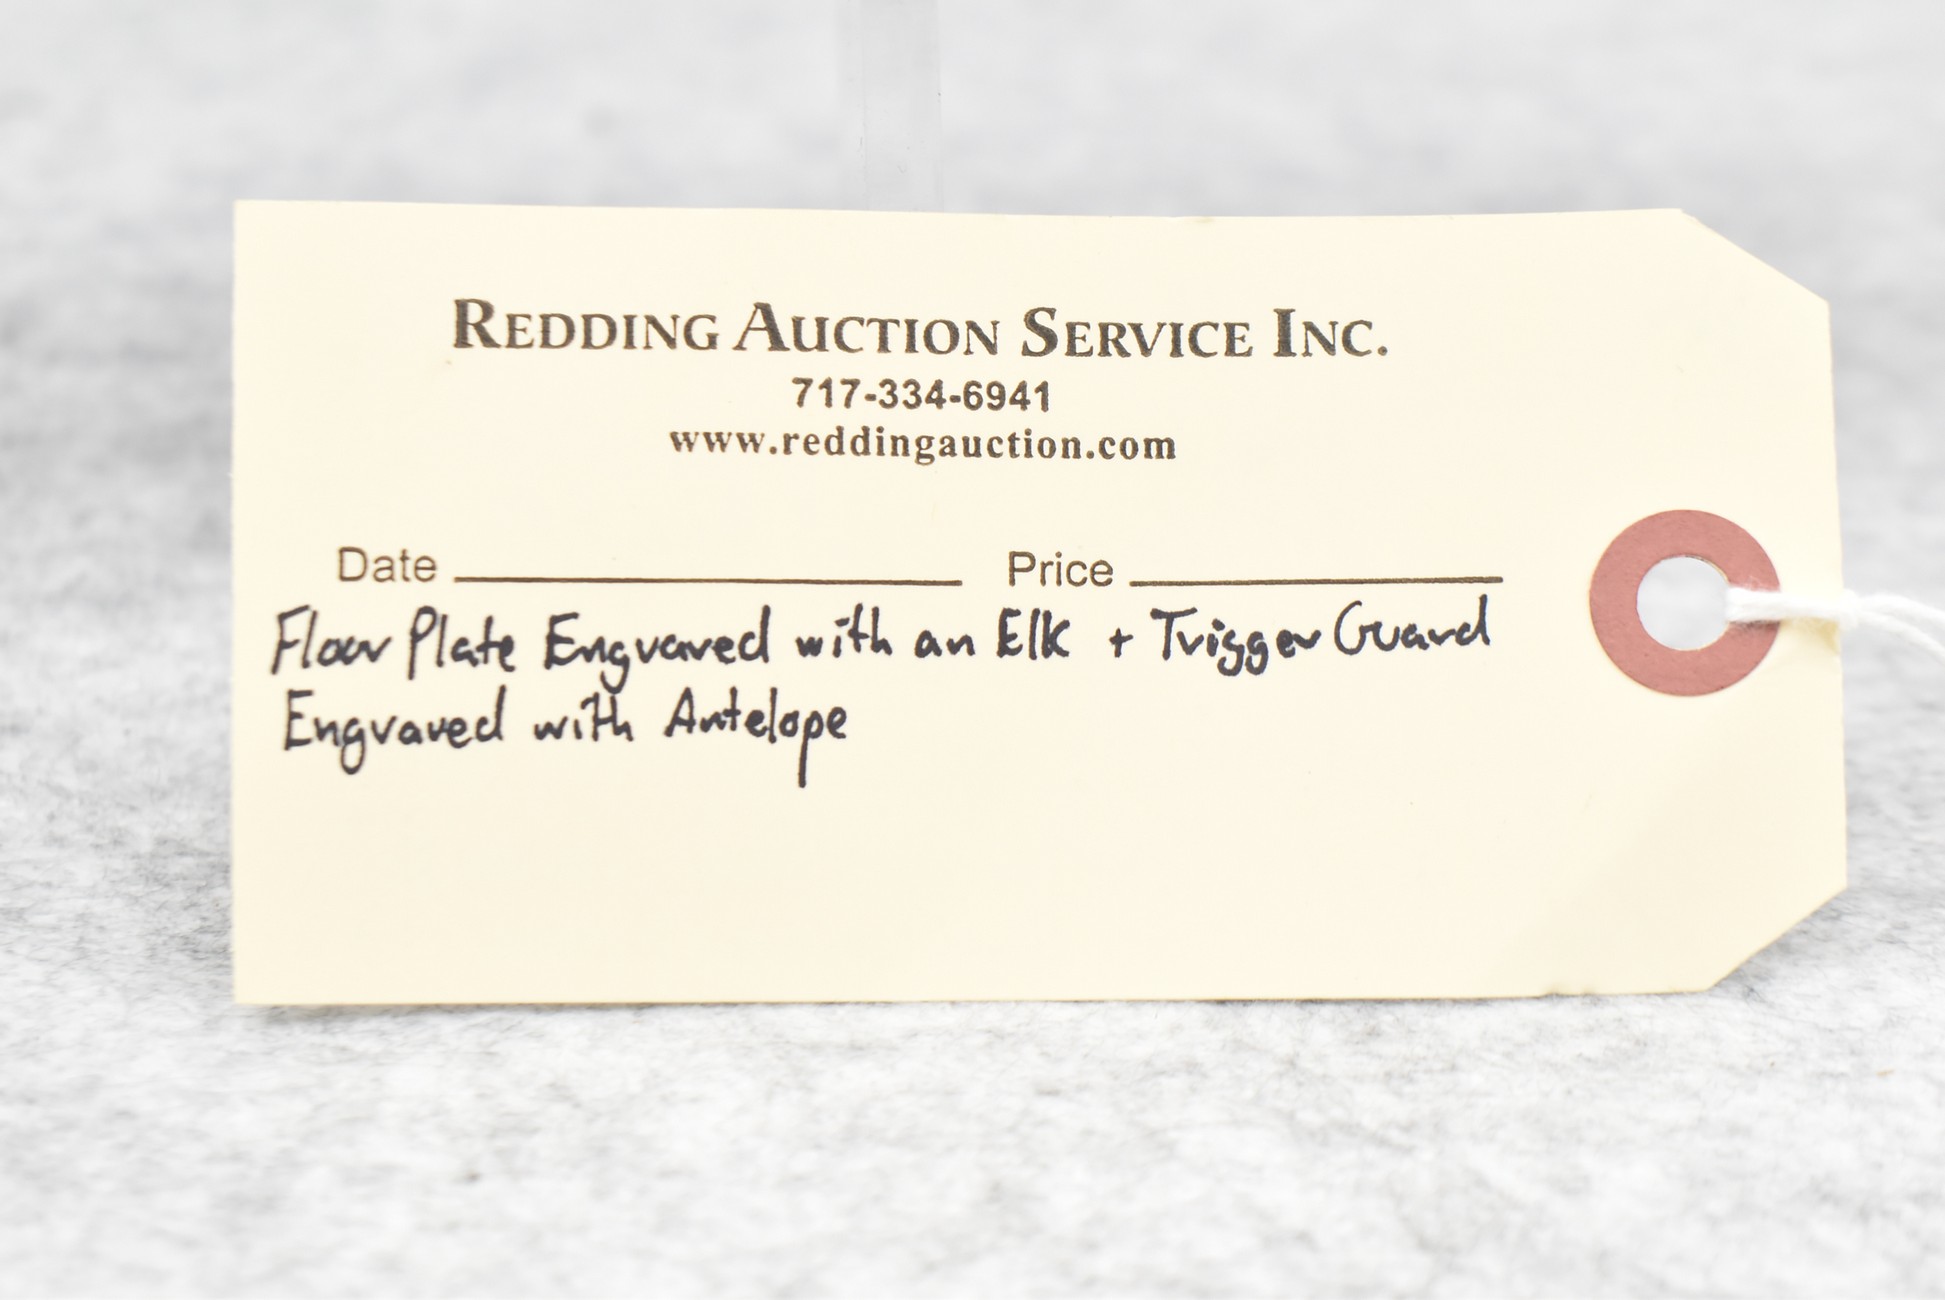 REDDING AUCTION SERVICE INC.
717-334-6941
www.reddingauction.com
Date Price
Floor Plate Engraved with an Elk + Trigger Guard
Engraved with Antelope